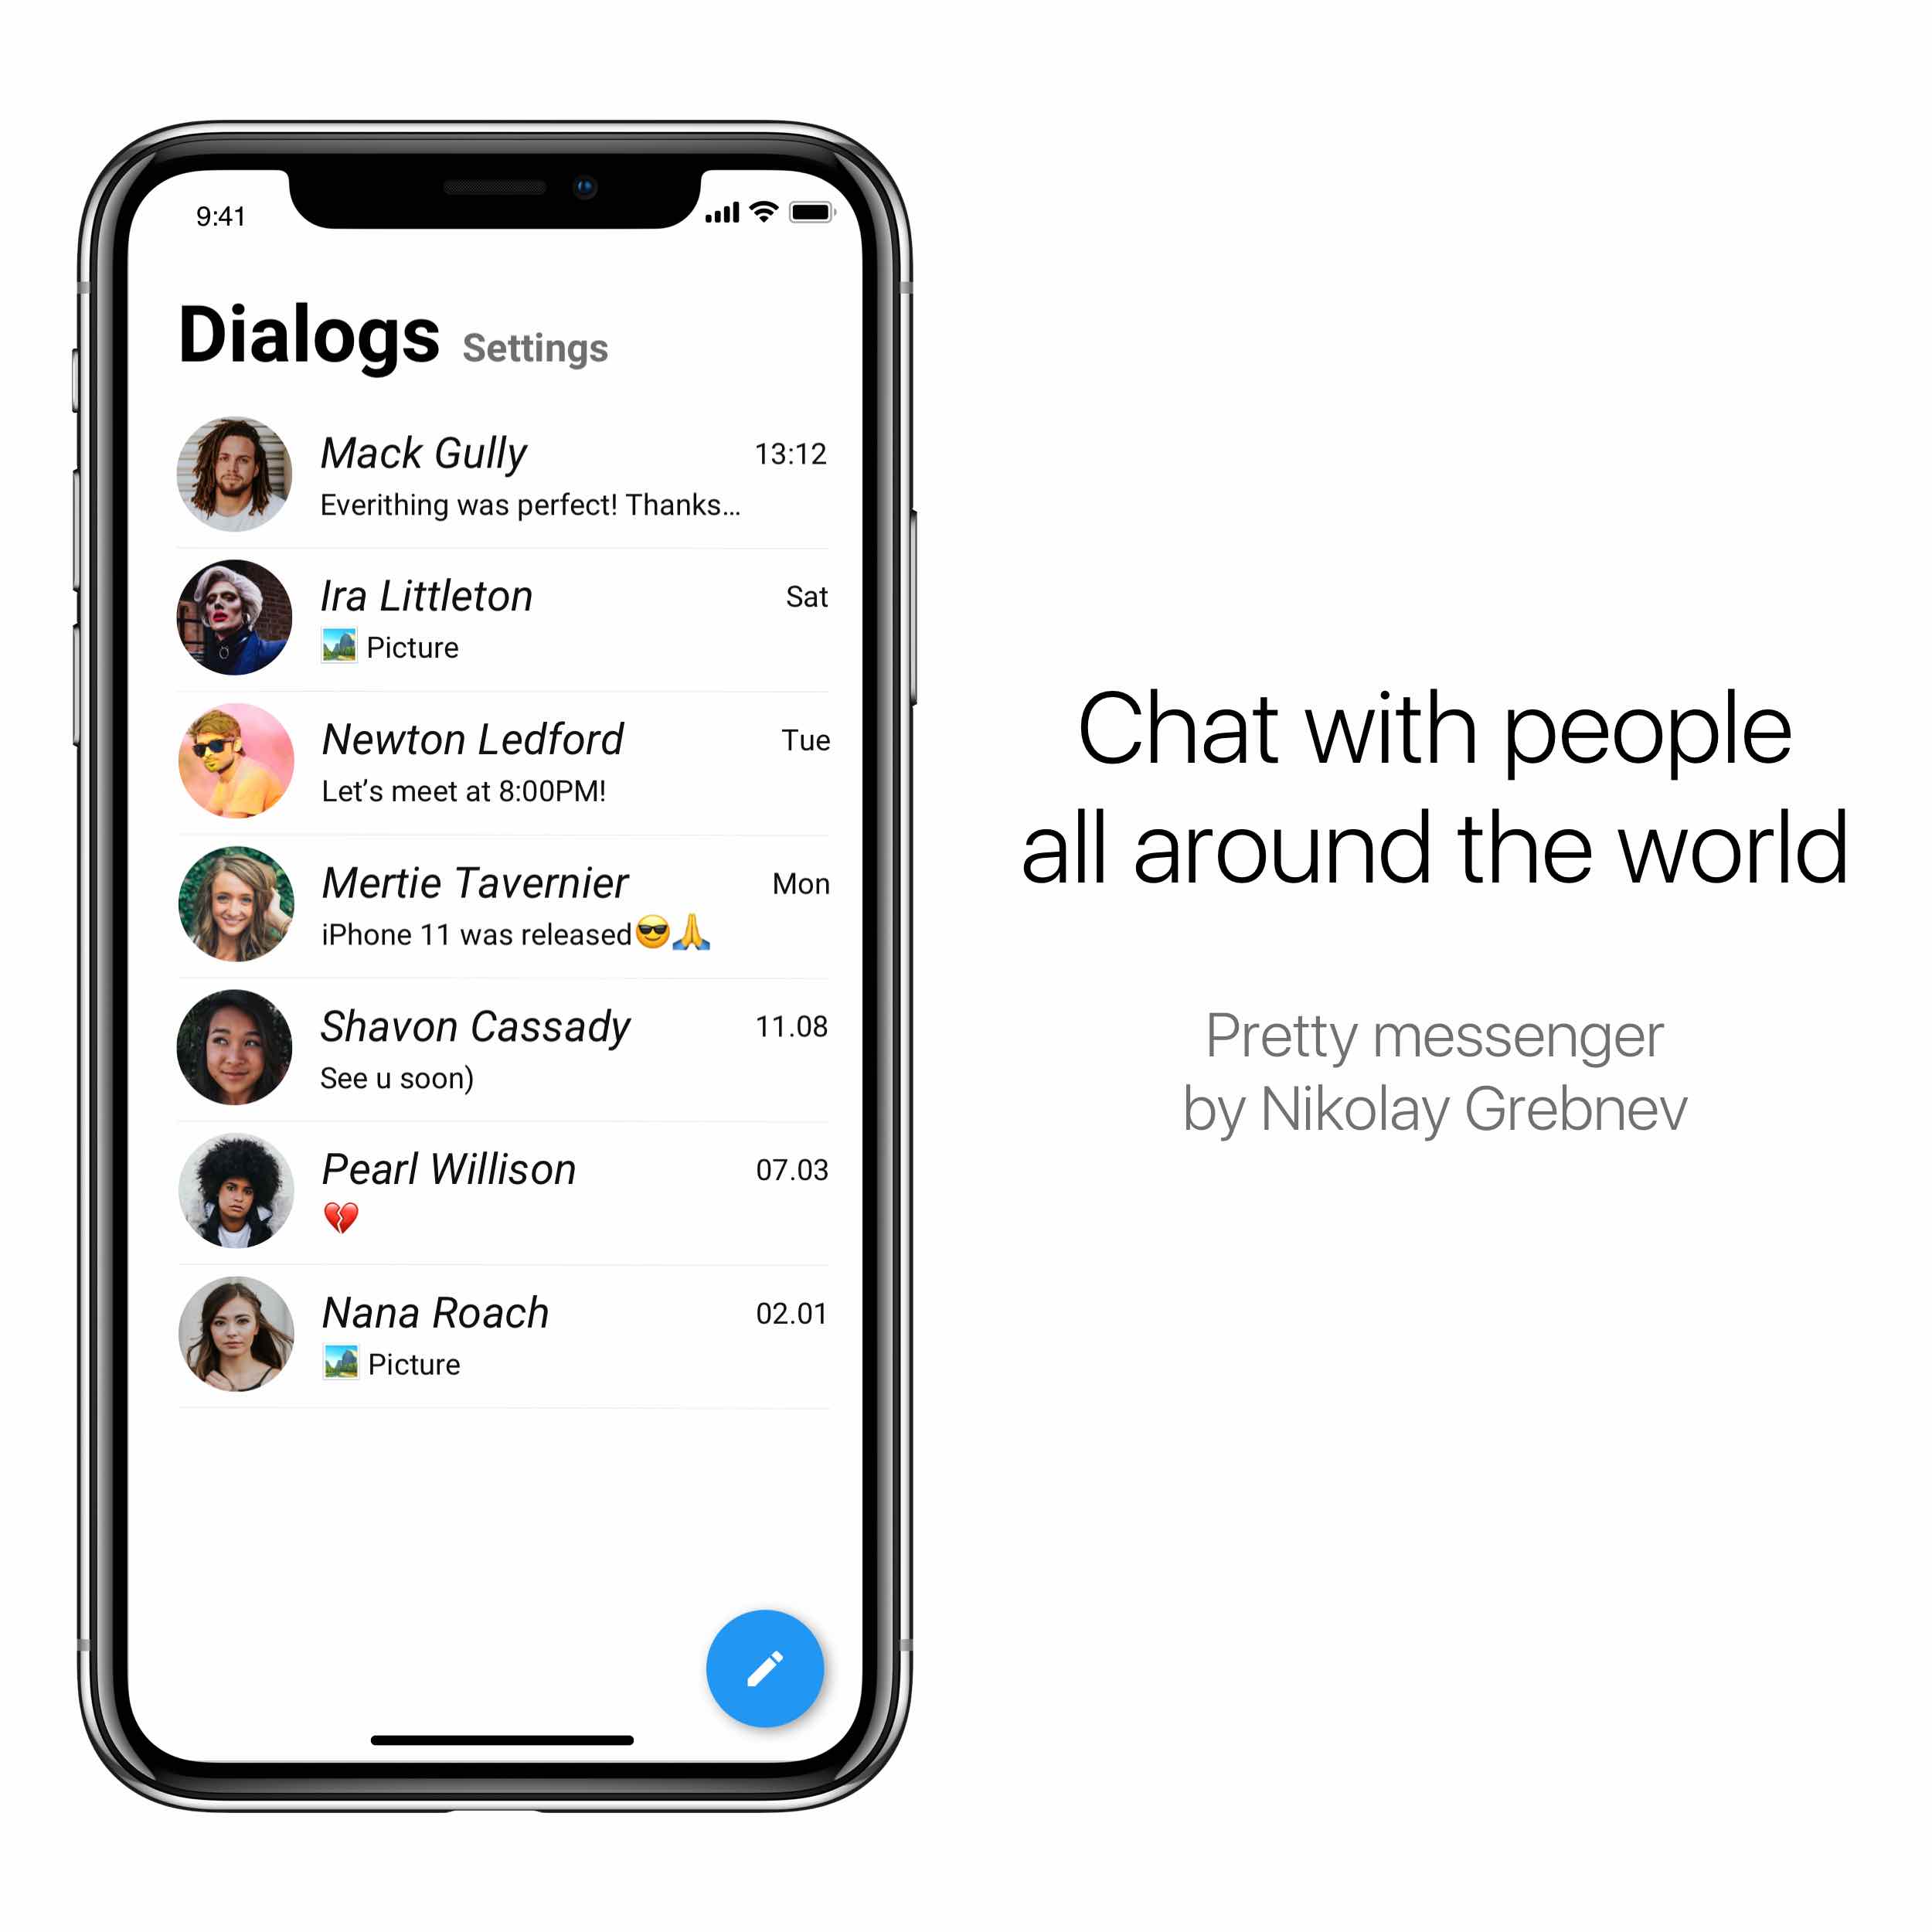 9:41
Dialogs Settings
Mack Gully 13:12
Everithing was perfect! Thanks...
Ira Littleton Sat
Picture
Newton Ledford Tue
Let’s meet at 8:00PM!
Mertie Tavernier Mon
iPhone 11 was released😎🙏
Shavon Cassady 11.08
See u soon)
Pearl Willison 07.03
💔
Nana Roach 02.01
Picture
Chat with people
all around the world
Pretty messenger
by Nikolay Grebnev